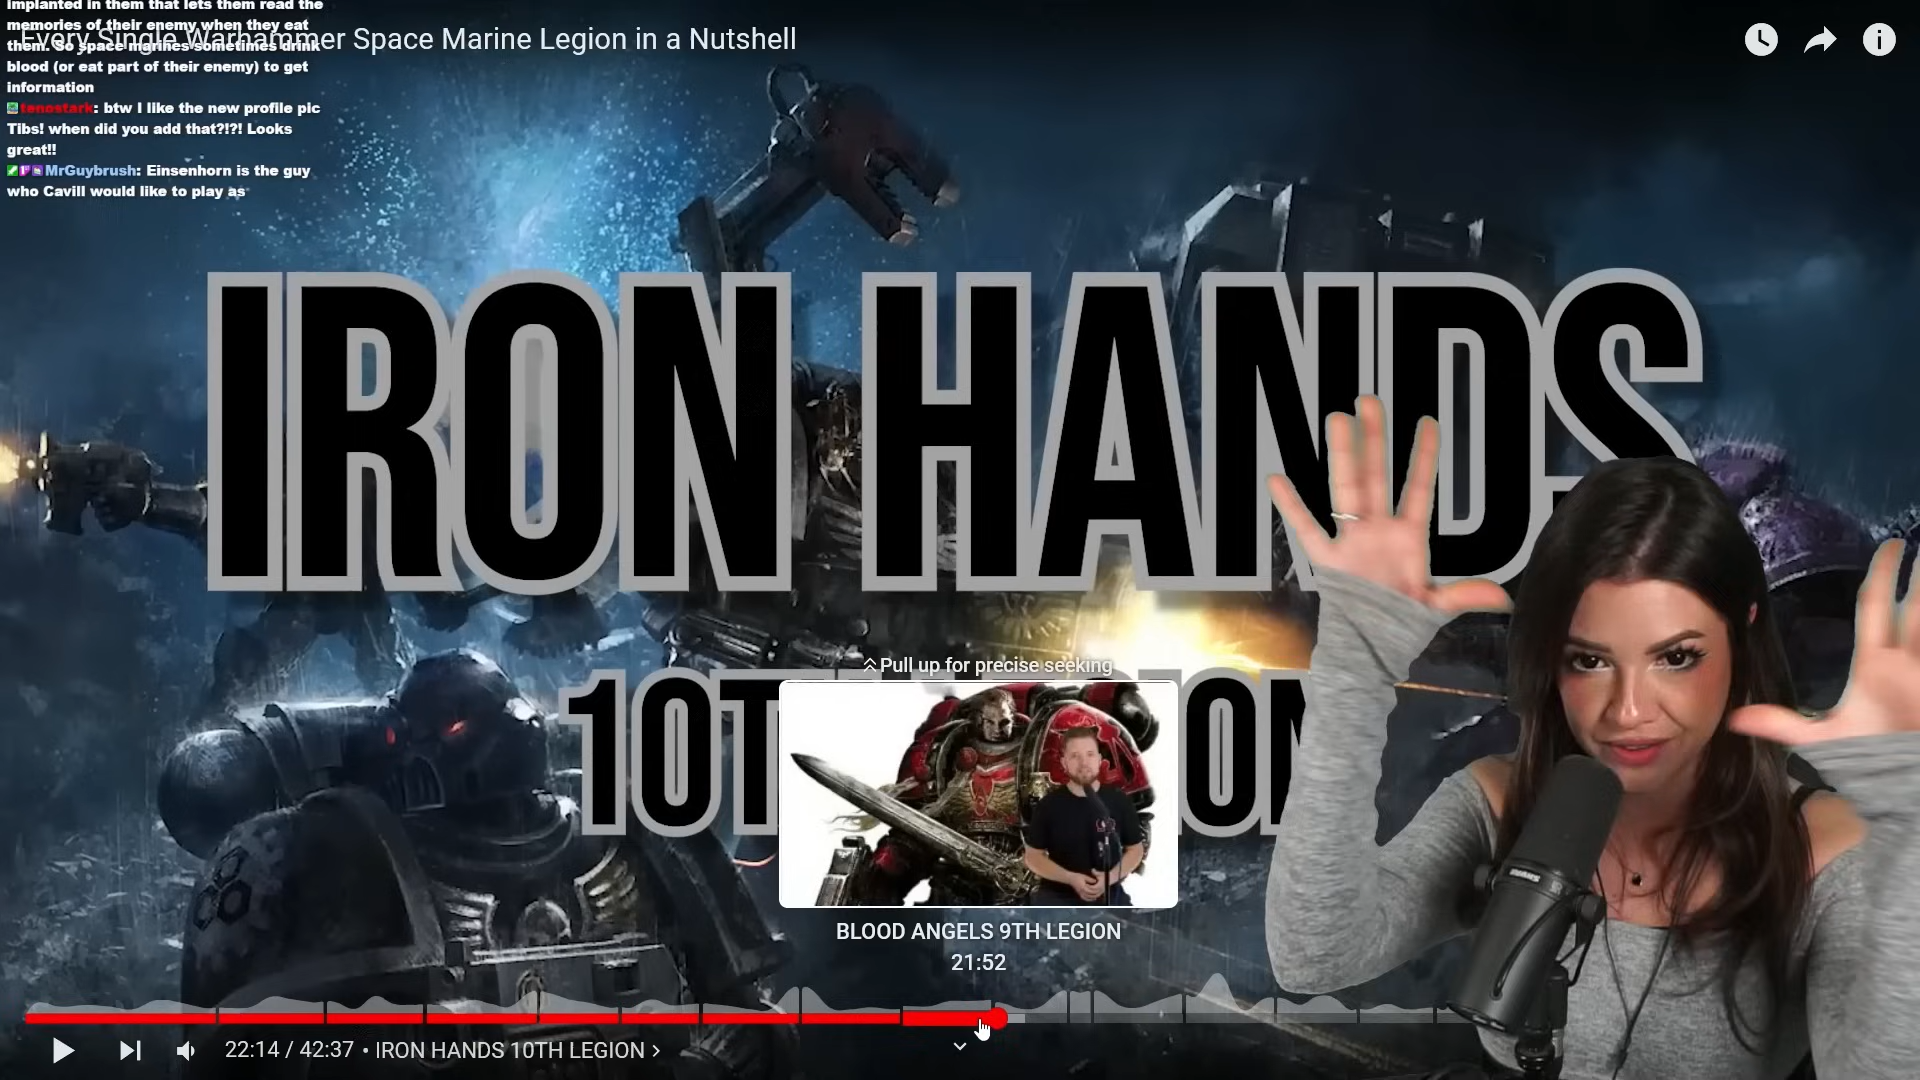 implanted in them that lets them read the
memories of their enemy when they eat
them. So space marines sometimes drink
Every Single Warhammer Space Marine Legion in a Nutshell
blood (or eat part of their enemy) to get
information
tenostark: btw I like the new profile pic
Tibs! when did you add that?!?! Looks
great!!
MrGuybrush: Einsenhorn is the guy
who Cavill would like to play as
IRON HANDS
Pull up for precise seeking
10T
ION
BLOOD ANGELS 9TH LEGION
21:52
22:14 / 42:37 • IRON HANDS 10TH LEGION